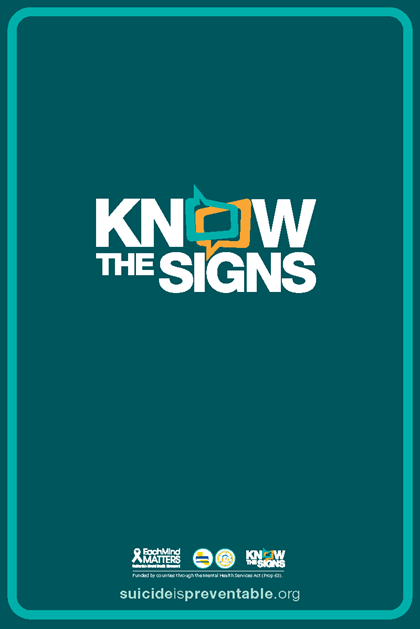 KNOW
THE SIGNS
EachMind
MATTERS
KNOW
THE SIGNS
Funded by counties through the Mental Health Services Act (Prop 63).
suicideispreventable.org